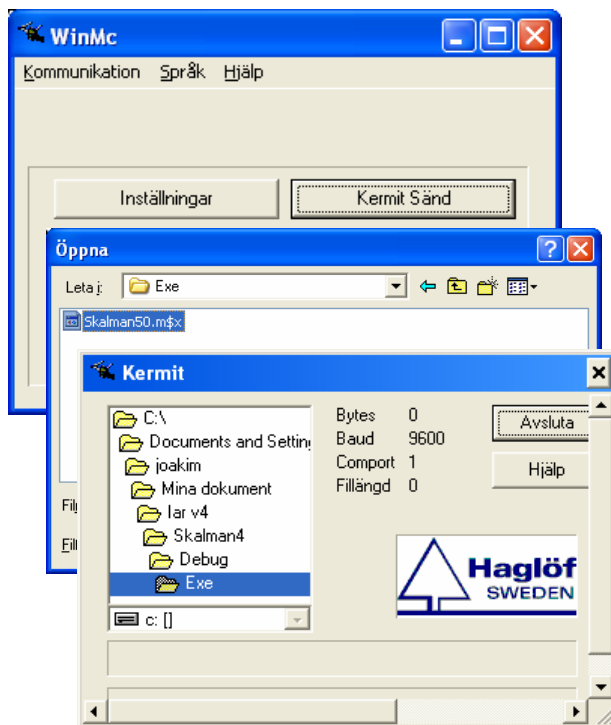 WinMc
Kommunikation Språk Hjälp
Inställningar Kermit Sänd
Öppna
Leta i: Exe
Skalman50.m$x
Kermit
C:\
Documents and Setting
joakim
Mina dokument
Iar v4
Skalman4
Debug
Exe
c: []
Bytes 0
Baud 9600
Comport 1
Fillängd 0
Avsluta
Hjälp
Haglöf
SWEDEN